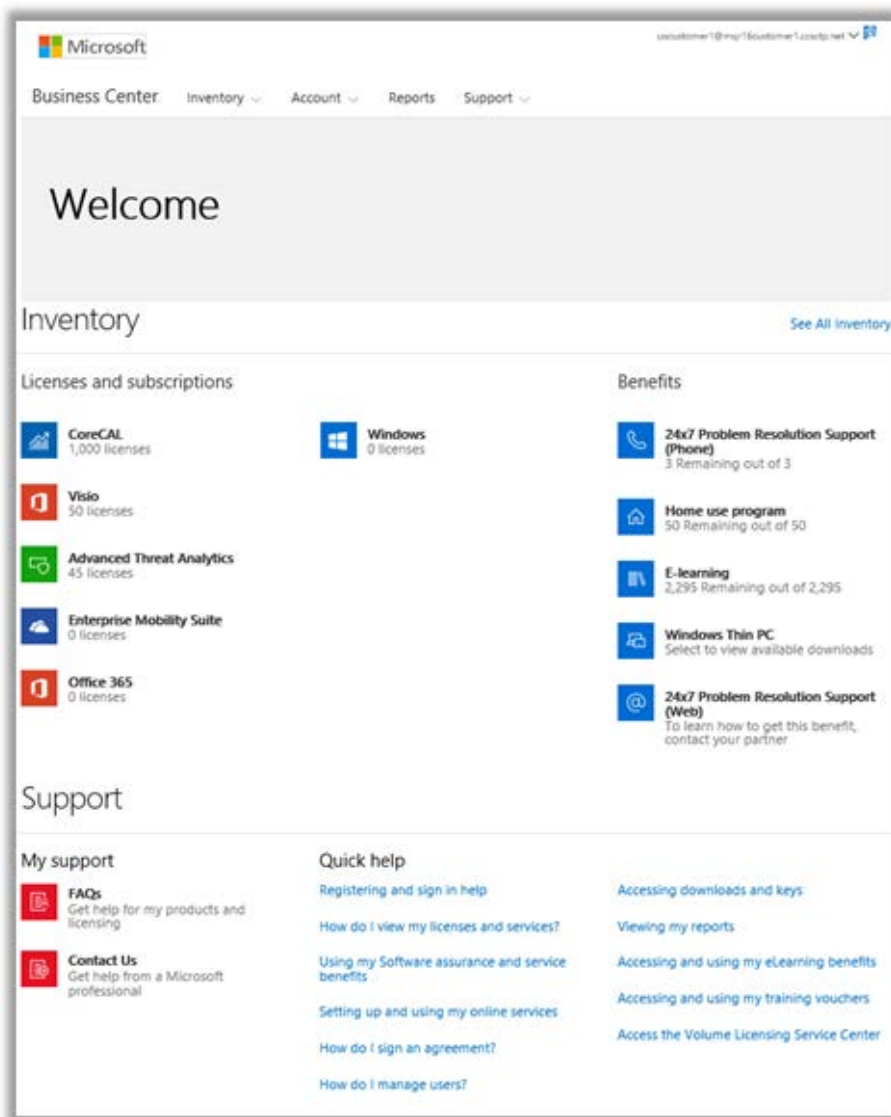 Microsoft
Business Center Inventory Account Reports Support
Welcome
Inventory
See All Inventory
Licenses and subscriptions
CoreCAL
1,000 licenses
Visio
50 licenses
Advanced Threat Analytics
45 licenses
Enterprise Mobility Suite
0 licenses
Office 365
0 licenses
Windows
0 licenses
Benefits
24x7 Problem Resolution Support
(Phone)
3 Remaining out of 3
Home use program
50 Remaining out of 50
E-learning
2,295 Remaining out of 2,295
Windows Thin PC
Select to view available downloads
24x7 Problem Resolution Support
(Web)
To learn how to get this benefit,
contact your partner
Support
My support
FAQs
Get help for my products and
licensing
Contact Us
Get help from a Microsoft
professional
Quick help
Registering and sign in help
How do I view my licenses and services?
Using my Software assurance and service
benefits
Setting up and using my online services
How do I sign an agreement?
How do I manage users?
Accessing downloads and keys
Viewing my reports
Accessing and using my eLearning benefits
Accessing and using my training vouchers
Access the Volume Licensing Service Center